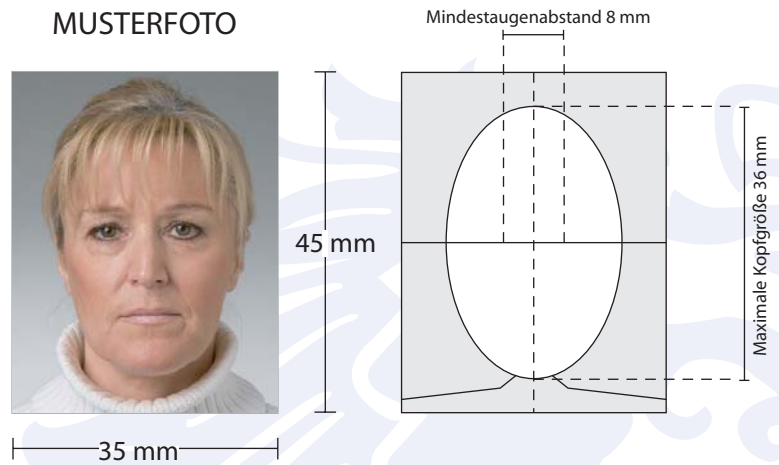 MUSTERFOTO
Mindestaugenabstand 8 mm
45 mm
Maximale Kopfgröße 36 mm
35 mm